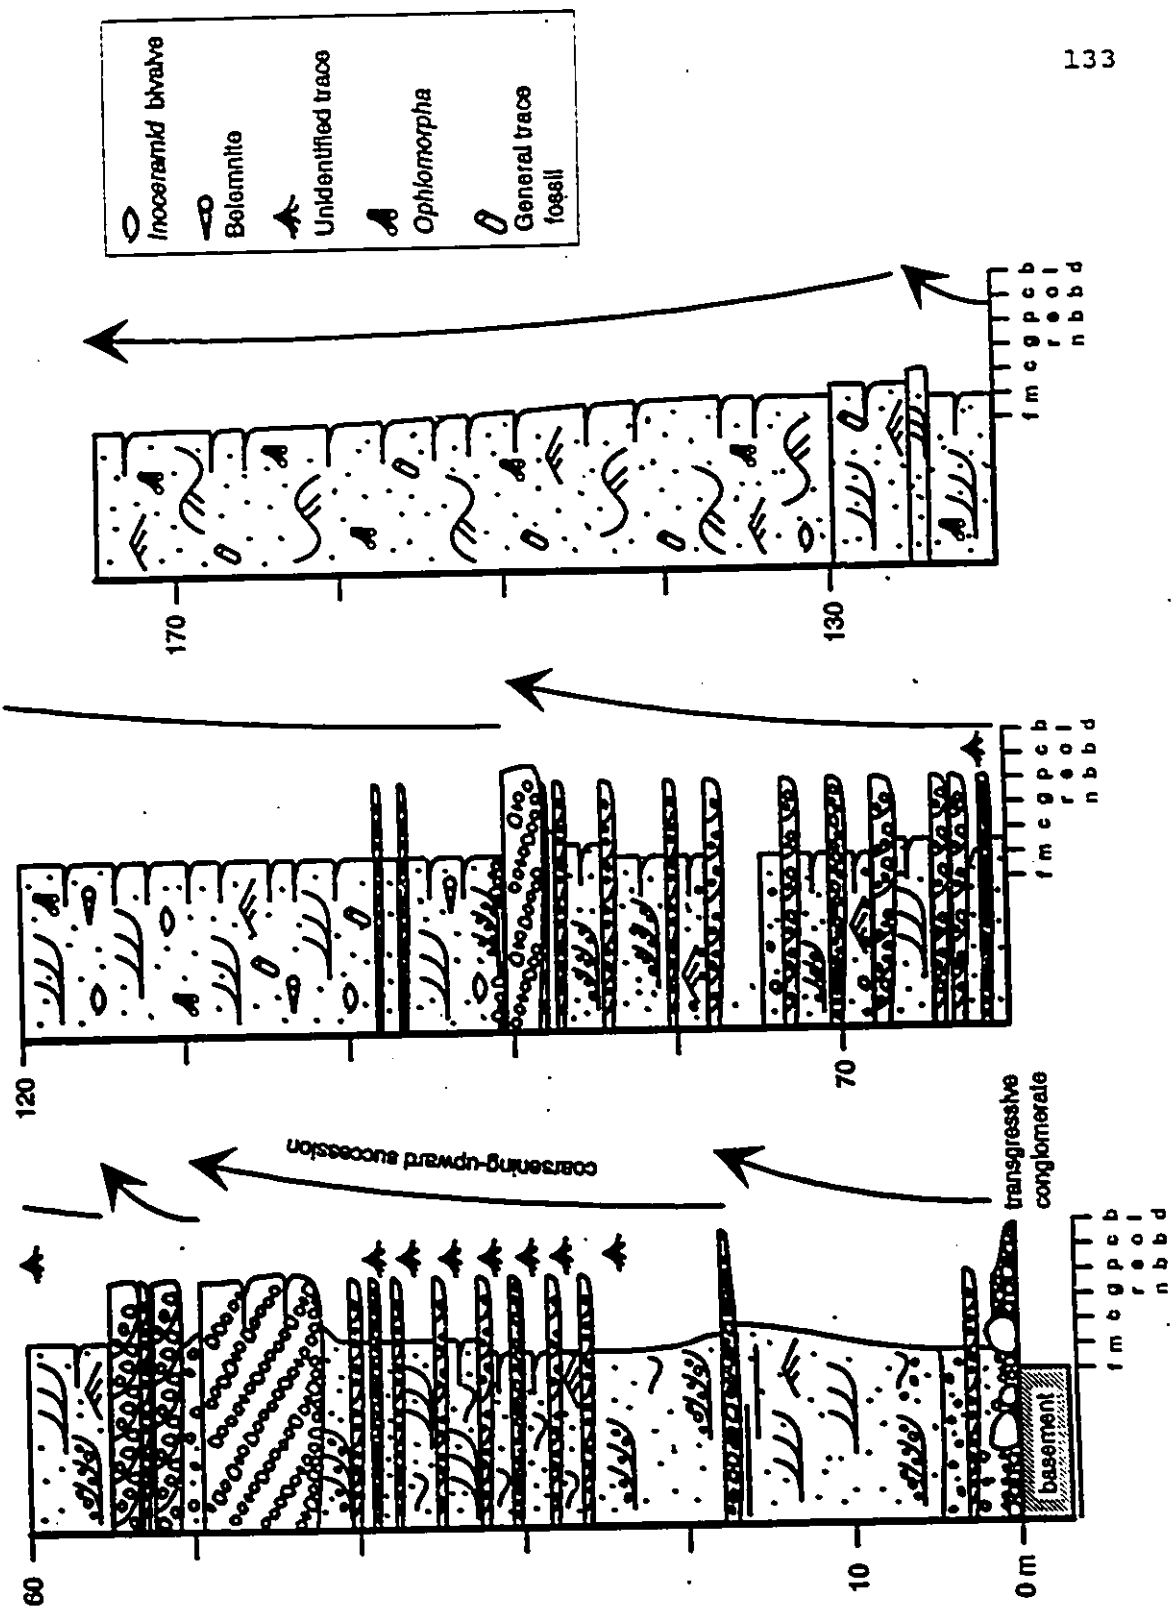 133
Inoceramid bivalve
Belemnite
Unidentified trace
Ophiomorpha
General trace
fossil
170
130
f m c g p c b
r e o l
n b b d
120
70
f m c g p c b
r e o l
n b b d
coarsening-upward succession
transgressive
conglomerate
60
10
0 m
basement
f m c g p c b
r e o l
n b b d